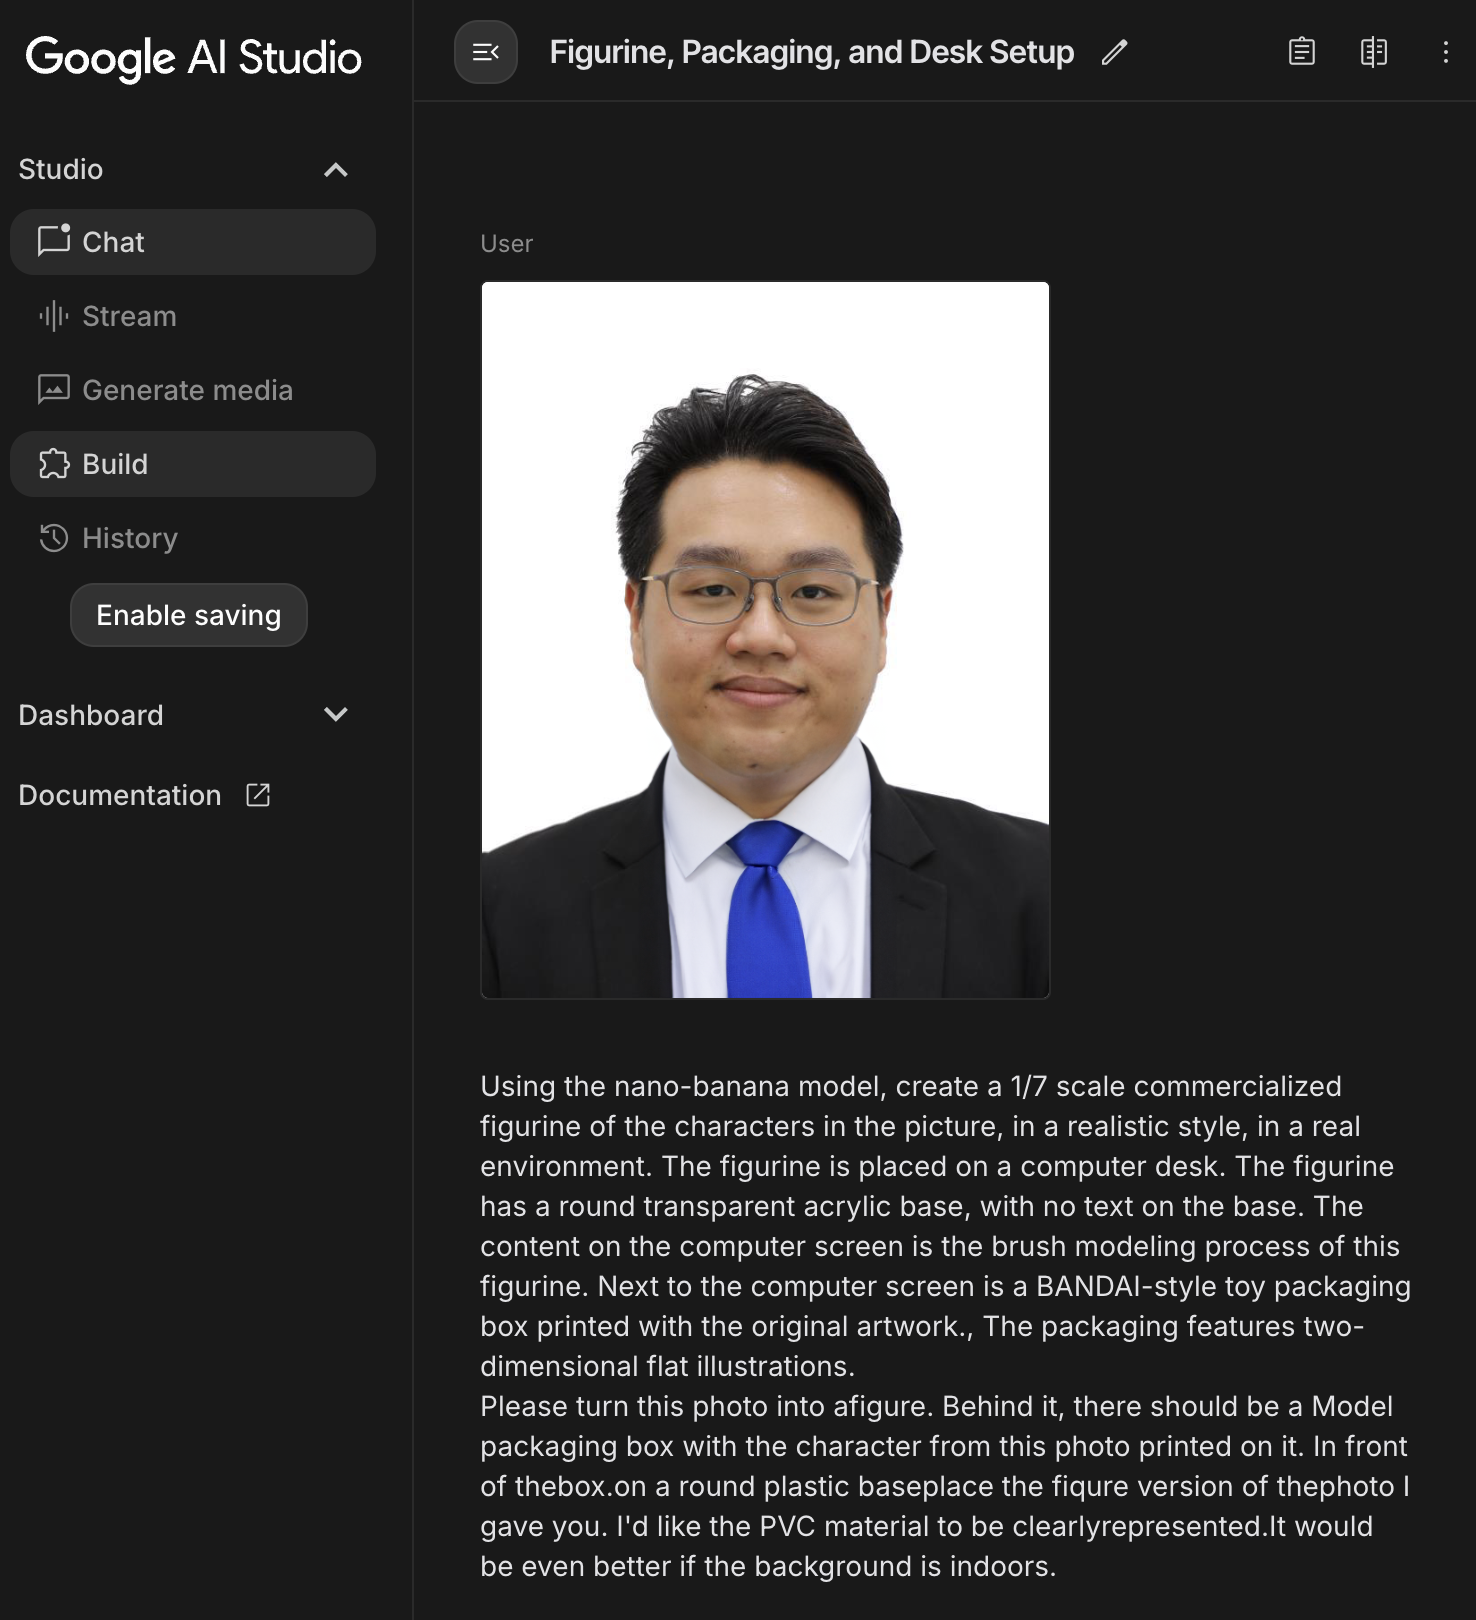 Google AI Studio
Figurine, Packaging, and Desk Setup
Studio
Chat
Stream
Generate media
Build
History
Enable saving
Dashboard
Documentation
User
Using the nano-banana model, create a 1/7 scale commercialized
figurine of the characters in the picture, in a realistic style, in a real
environment. The figurine is placed on a computer desk. The figurine
has a round transparent acrylic base, with no text on the base. The
content on the computer screen is the brush modeling process of this
figurine. Next to the computer screen is a BANDAI-style toy packaging
box printed with the original artwork., The packaging features two-
dimensional flat illustrations.
Please turn this photo into afigure. Behind it, there should be a Model
packaging box with the character from this photo printed on it. In front
of thebox.on a round plastic baseplace the fiqure version of thephoto I
gave you. I'd like the PVC material to be clearlyrepresented.It would
be even better if the background is indoors.